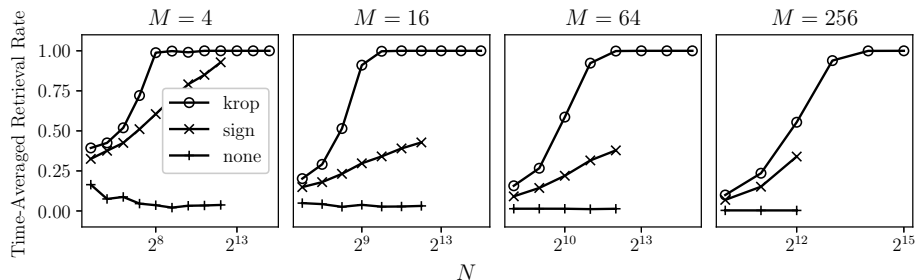 M = 4
M = 16
M = 64
M = 256
Time-Averaged Retrieval Rate
1.00
0.75
0.50
0.25
0.00
krop
sign
none
2^8 2^13
2^9 2^13
2^10 2^13
2^12 2^15
N